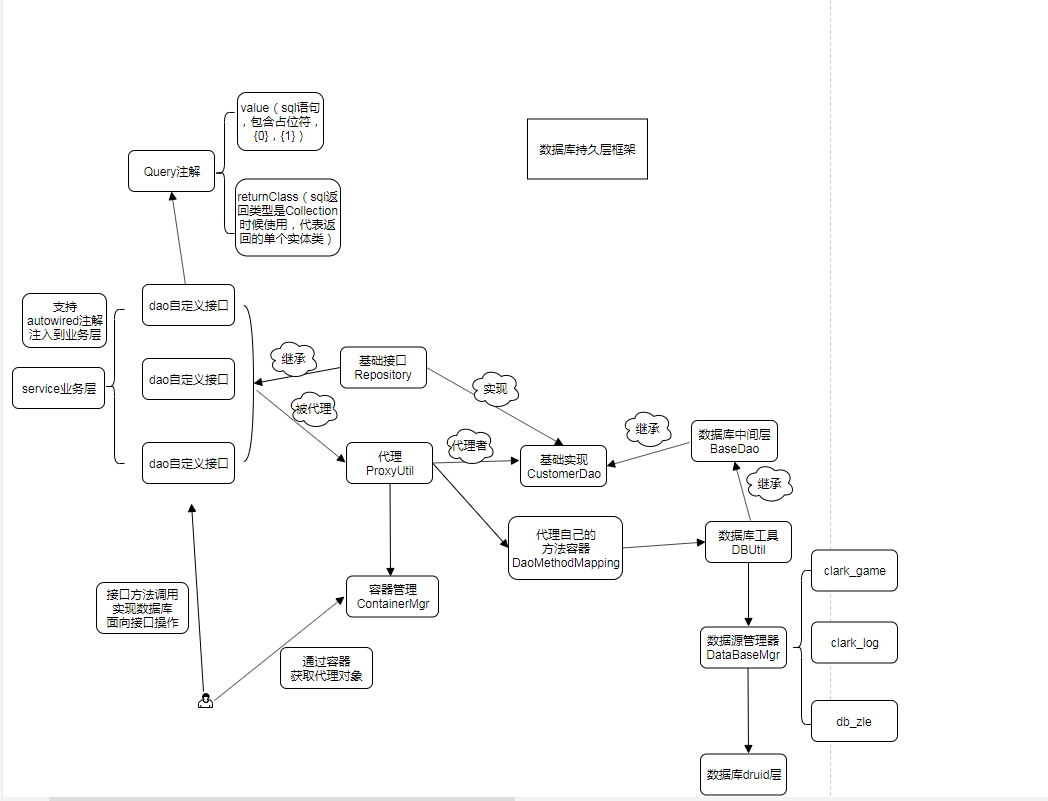 value（sql语句
，包含占位符，
{0}，{1}）
数据库持久层框架
Query注解
returnClass（sql返
回类型是Collection
时候使用，代表返
回的单个实体类）
支持
autowired注解
注入到业务层
dao自定义接口
继承
基础接口
Repository
service业务层
dao自定义接口
实现
被代理
继承
数据库中间层
BaseDao
dao自定义接口
代理
ProxyUtil
代理者
基础实现
CustomerDao
继承
代理自己的
方法容器
DaoMethodMapping
数据库工具
DBUtil
clark_game
接口方法调用
实现数据库
面向接口操作
容器管理
ContainerMgr
数据源管理器
DataBaseMgr
clark_log
通过容器
获取代理对象
db_zle
数据库druid层